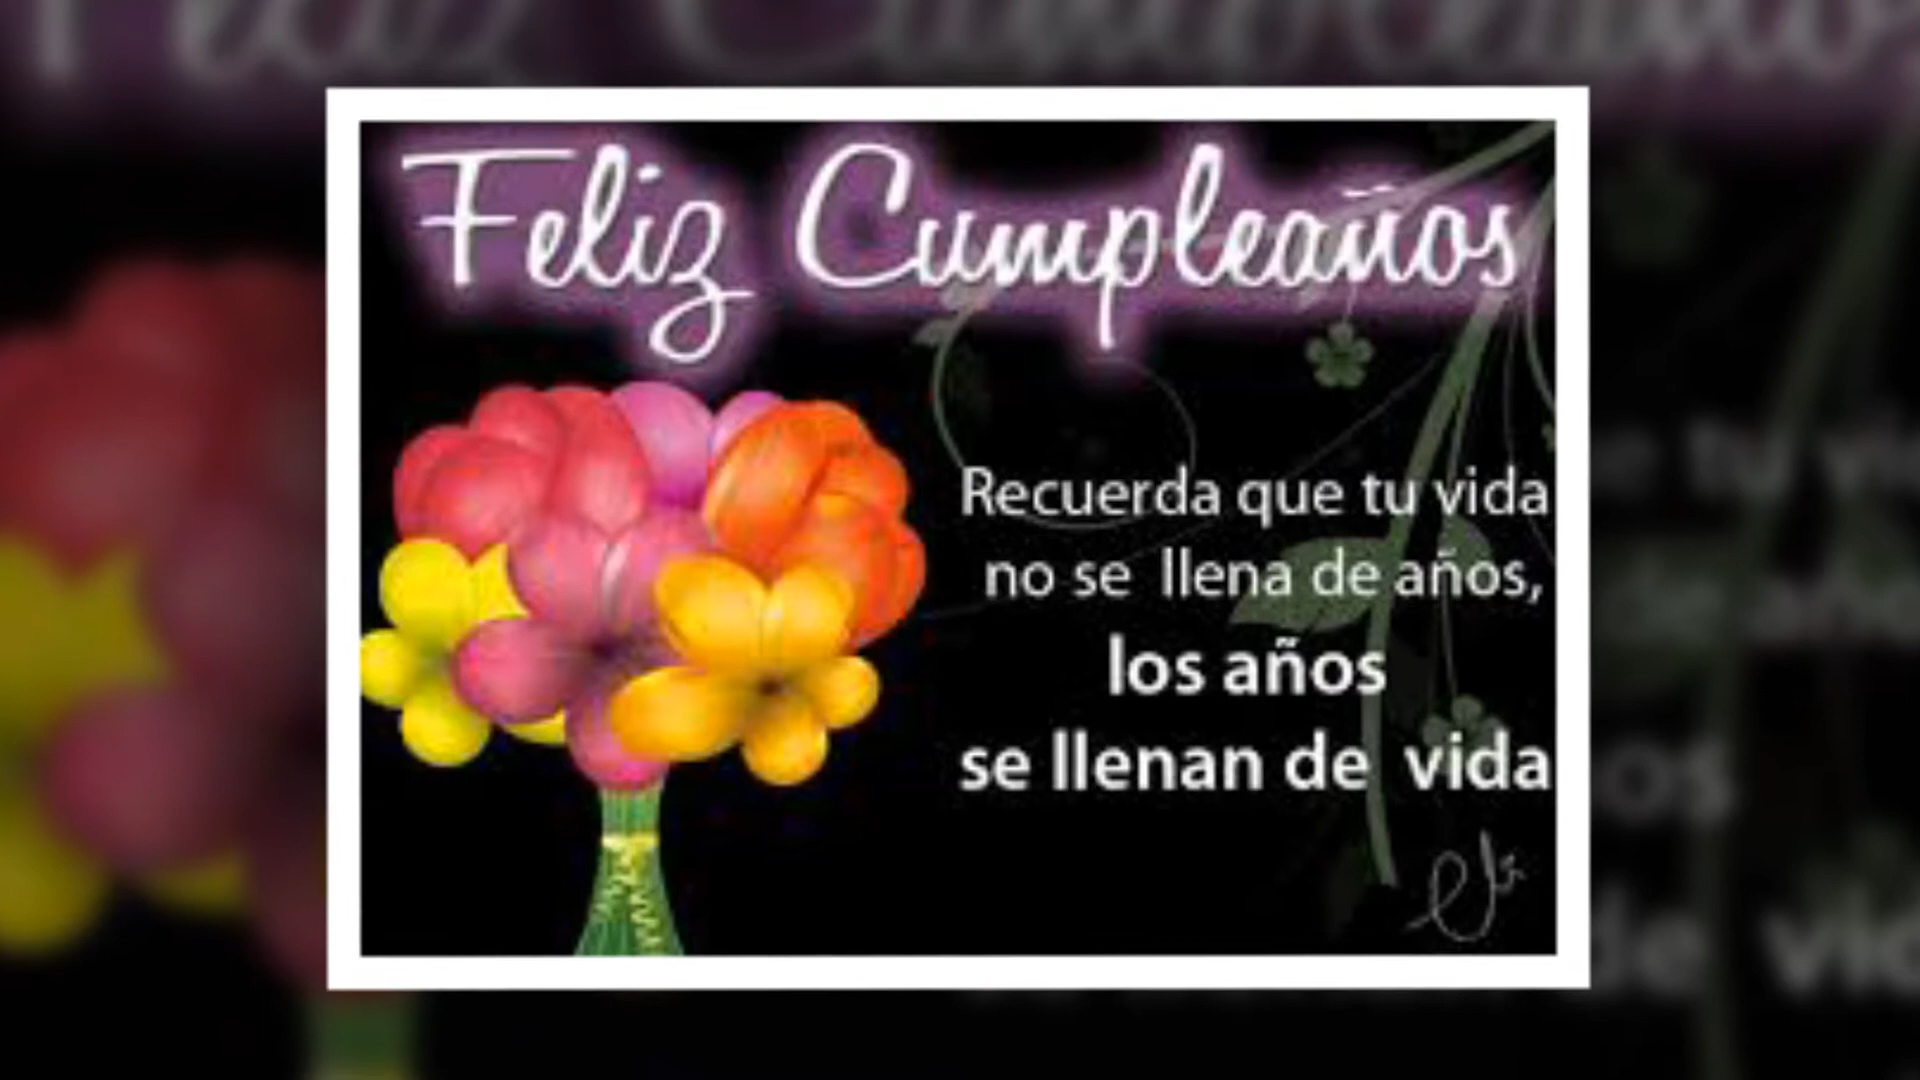 Feliz Cumpleaños
Recuerda que tu vida
no se llena de años,
los años
se llenan de vida